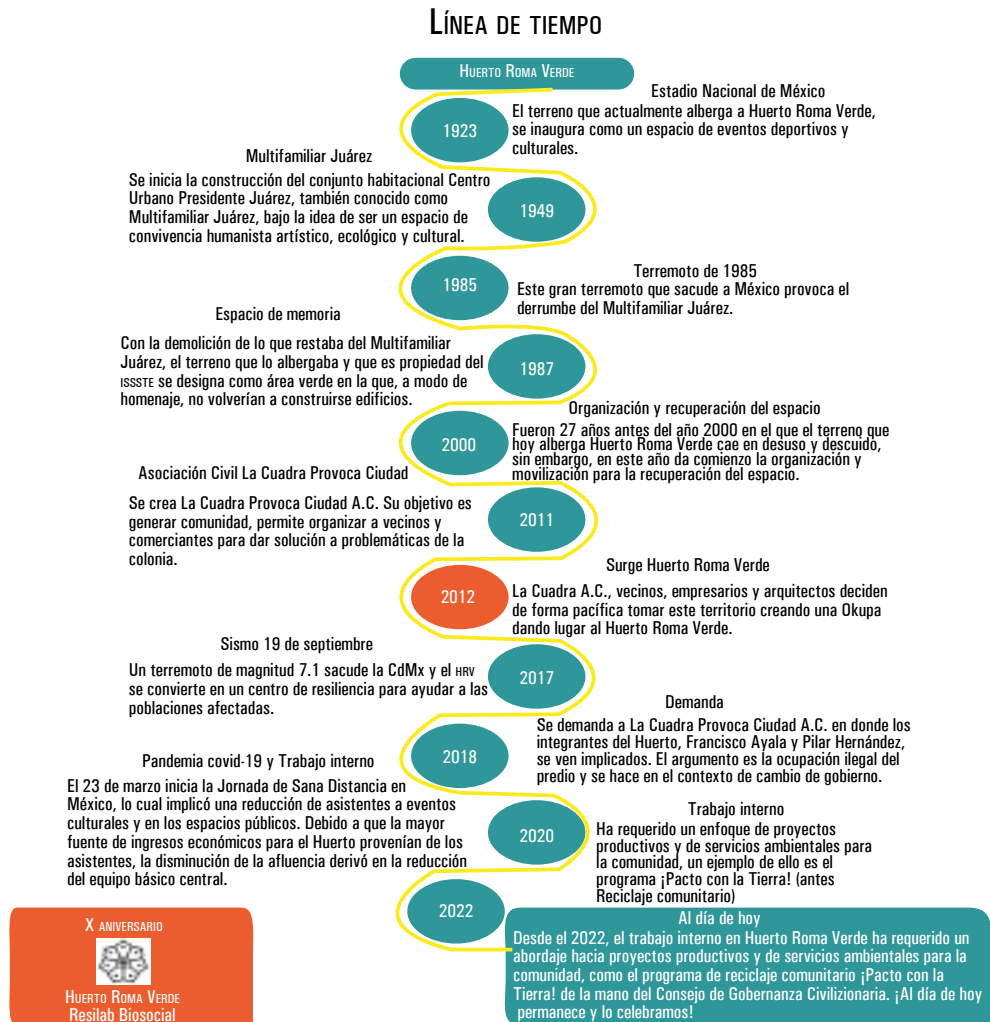 LÍNEA DE TIEMPO
HUERTO ROMA VERDE
Estadio Nacional de México
1923
El terreno que actualmente alberga a Huerto Roma Verde,
se inaugura como un espacio de eventos deportivos y
culturales.
Multifamiliar Juárez
Se inicia la construcción del conjunto habitacional Centro
Urbano Presidente Juárez, también conocido como
Multifamiliar Juárez, bajo la idea de ser un espacio de
convivencia humanista artístico, ecológico y cultural.
1949
1985
Terremoto de 1985
Este gran terremoto que sacude a México provoca el
derrumbe del Multifamiliar Juárez.
Espacio de memoria
Con la demolición de lo que restaba del Multifamiliar
Juárez, el terreno que lo albergaba y que es propiedad del
ISSSTE se designa como área verde en la que, a modo de
homenaje, no volverían a construirse edificios.
1987
Organización y recuperación del espacio
2000
Fueron 27 años antes del año 2000 en el que el terreno que
hoy alberga Huerto Roma Verde cae en desuso y descuido,
sin embargo, en este año da comienzo la organización y
movilización para la recuperación del espacio.
Asociación Civil La Cuadra Provoca Ciudad
Se crea La Cuadra Provoca Ciudad A.C. Su objetivo es
generar comunidad, permite organizar a vecinos y
comerciantes para dar solución a problemáticas de la
colonia.
2011
Surge Huerto Roma Verde
2012
La Cuadra A.C., vecinos, empresarios y arquitectos deciden
de forma pacífica tomar este territorio creando una Okupa
dando lugar al Huerto Roma Verde.
Sismo 19 de septiembre
Un terremoto de magnitud 7.1 sacude la CdMx y el HRV
se convierte en un centro de resiliencia para ayudar a las
poblaciones afectadas.
2017
Demanda
2018
Se demanda a La Cuadra Provoca Ciudad A.C. en donde los
integrantes del Huerto, Francisco Ayala y Pilar Hernández,
se ven implicados. El argumento es la ocupación ilegal del
predio y se hace en el contexto de cambio de gobierno.
Pandemia covid-19 y Trabajo interno
El 23 de marzo inicia la Jornada de Sana Distancia en
México, lo cual implicó una reducción de asistentes a eventos
culturales y en los espacios públicos. Debido a que la mayor
fuente de ingresos económicos para el Huerto provenían de los
asistentes, la disminución de la afluencia derivó en la reducción
del equipo básico central.
2020
Trabajo interno
Ha requerido un enfoque de proyectos
productivos y de servicios ambientales para
la comunidad, un ejemplo de ello es el
programa ¡Pacto con la Tierra! (antes
Reciclaje comunitario)
2022
Al día de hoy
Desde el 2022, el trabajo interno en Huerto Roma Verde ha requerido un
abordaje hacia proyectos productivos y de servicios ambientales para la
comunidad, como el programa de reciclaje comunitario ¡Pacto con la
Tierra! de la mano del Consejo de Gobernanza Civilizionaria. ¡Al día de hoy
permanece y lo celebramos!
X ANIVERSARIO
HUERTO ROMA VERDE
Resilab Biosocial